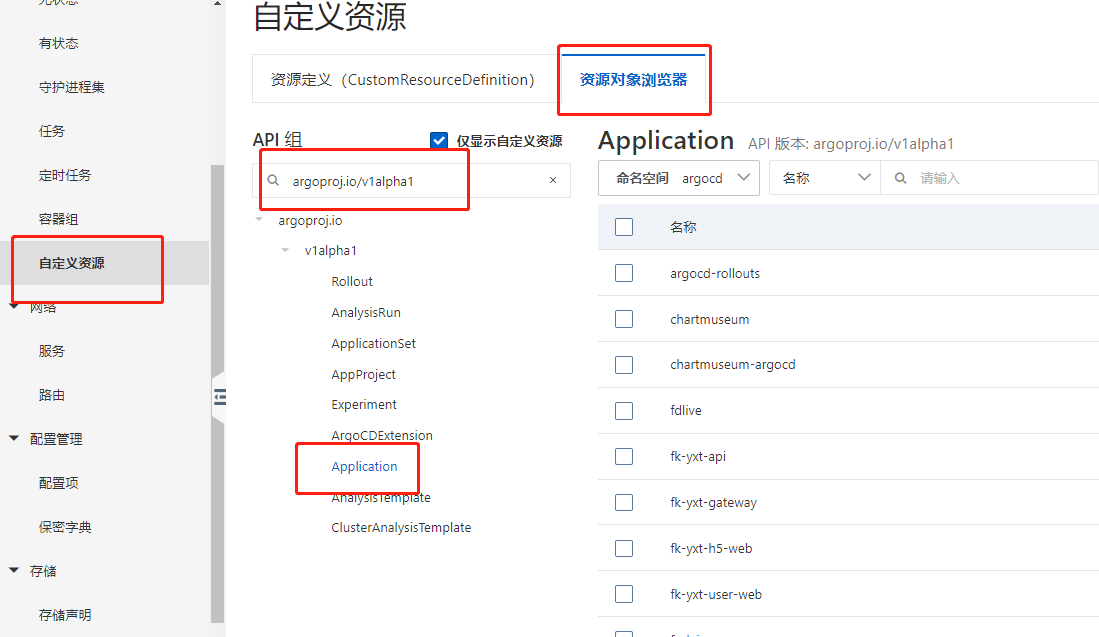 自定义资源
有状态
守护进程集
任务
定时任务
容器组
自定义资源
网络
服务
路由
配置管理
配置项
保密字典
存储
存储声明
资源定义（CustomResourceDefinition）
资源对象浏览器
API 组
仅显示自定义资源
argoproj.io/v1alpha1
×
argoproj.io
v1alpha1
Rollout
AnalysisRun
ApplicationSet
AppProject
Experiment
ArgoCDExtension
Application
AnalysisTemplate
ClusterAnalysisTemplate
Application API 版本: argoproj.io/v1alpha1
命名空间 argocd 名称 请输入
名称
argocd-rollouts
chartmuseum
chartmuseum-argocd
fdlive
fk-yxt-api
fk-yxt-gateway
fk-yxt-h5-web
fk-yxt-user-web